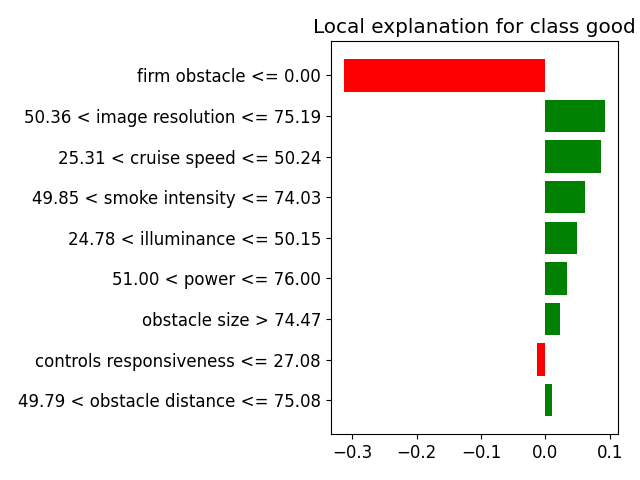 Local explanation for class good
firm obstacle <= 0.00
50.36 < image resolution <= 75.19
25.31 < cruise speed <= 50.24
49.85 < smoke intensity <= 74.03
24.78 < illuminance <= 50.15
51.00 < power <= 76.00
obstacle size > 74.47
controls responsiveness <= 27.08
49.79 < obstacle distance <= 75.08
−0.3 −0.2 −0.1 0.0 0.1